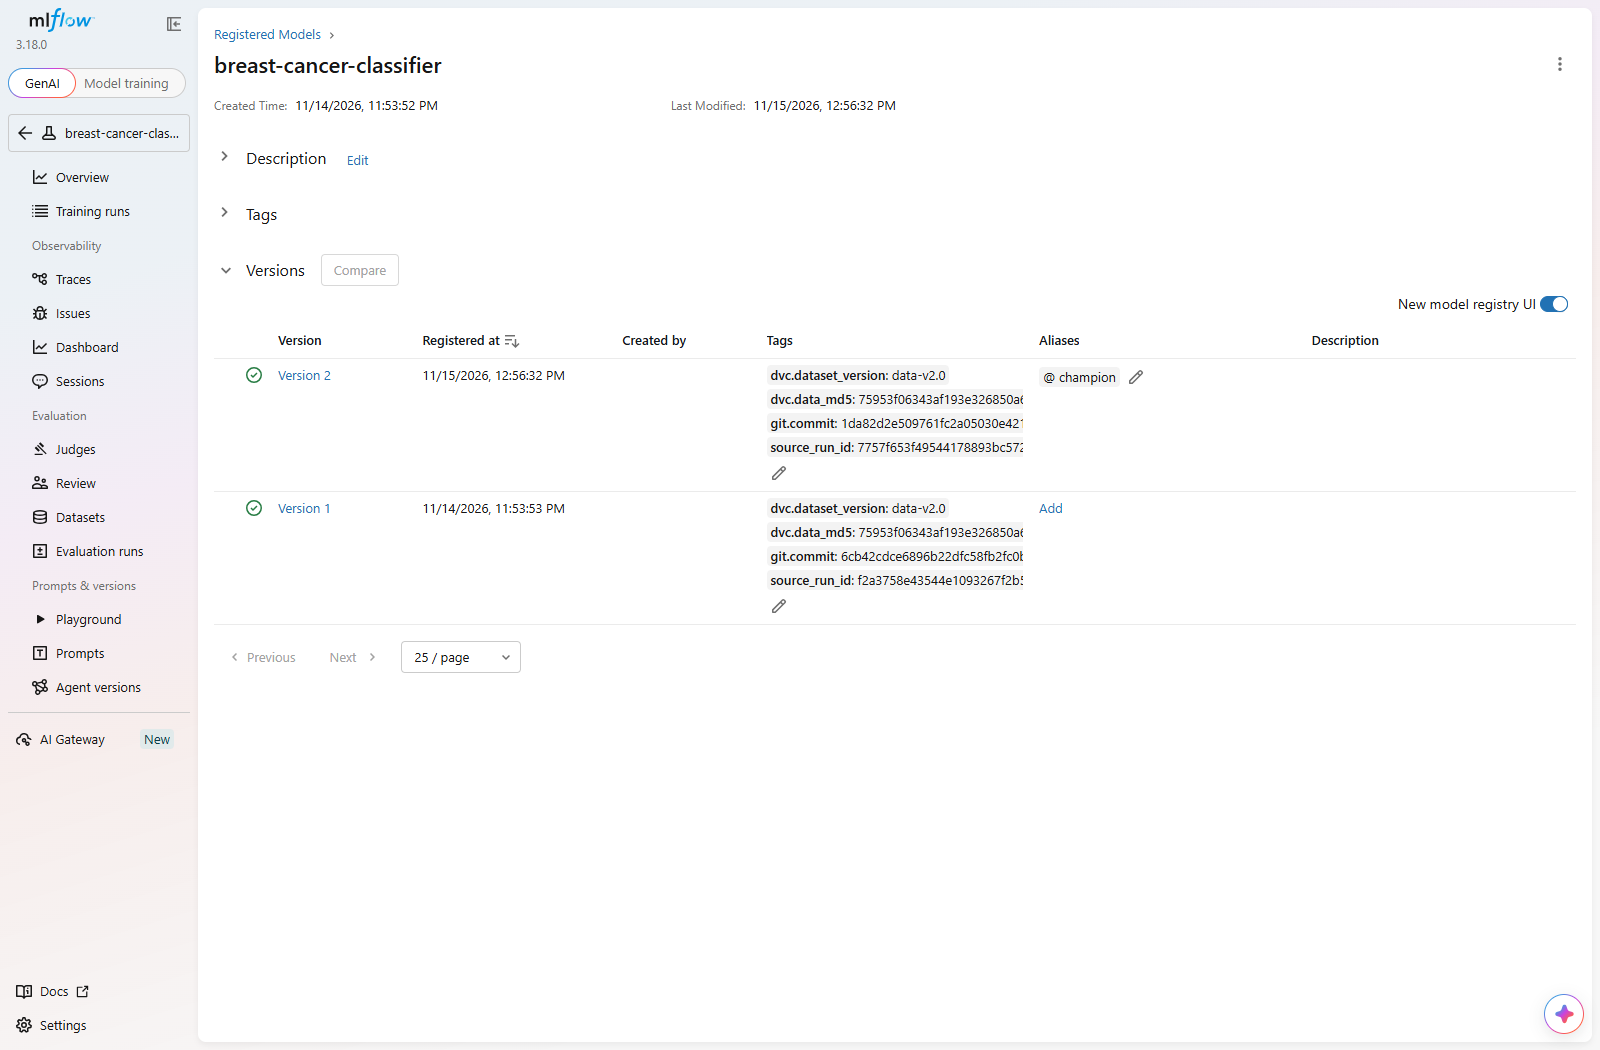 mlflow
3.18.0
GenAI
Model training
breast-cancer-clas...
Overview
Training runs
Observability
Traces
Issues
Dashboard
Sessions
Evaluation
Judges
Review
Datasets
Evaluation runs
Prompts & versions
Playground
Prompts
Agent versions
AI Gateway New
Docs
Settings
Registered Models
breast-cancer-classifier
Created Time: 11/14/2026, 11:53:52 PM Last Modified: 11/15/2026, 12:56:32 PM
Description Edit
Tags
Versions Compare
New model registry UI
Version Registered at Created by Tags Aliases Description
Version 2 11/15/2026, 12:56:32 PM dvc.dataset_version: data-v2.0 @ champion
dvc.data_md5: 75953f06343af193e326850a6
git.commit: 1da82d2e509761fc2a05030e421
source_run_id: 7757f653f49544178893bc572
Version 1 11/14/2026, 11:53:53 PM dvc.dataset_version: data-v2.0 Add
dvc.data_md5: 75953f06343af193e326850a6
git.commit: 6cb42cdce6896b22dfc58fb2fc0b
source_run_id: f2a3758e43544e1093267f2b5
Previous Next 25 / page